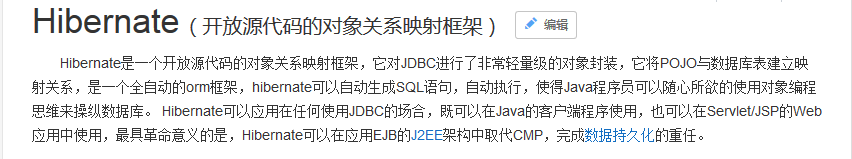 Hibernate（开放源代码的对象关系映射框架） 编辑
Hibernate是一个开放源代码的对象关系映射框架，它对JDBC进行了非常轻量级的对象封装，它将POJO与数据库表建立映
射关系，是一个全自动的orm框架，hibernate可以自动生成SQL语句，自动执行，使得Java程序员可以随心所欲的使用对象编程
思维来操纵数据库。 Hibernate可以应用在任何使用JDBC的场合，既可以在Java的客户端程序使用，也可以在Servlet/JSP的Web
应用中使用，最具革命意义的是，Hibernate可以在应用EJB的J2EE架构中取代CMP，完成数据持久化的重任。